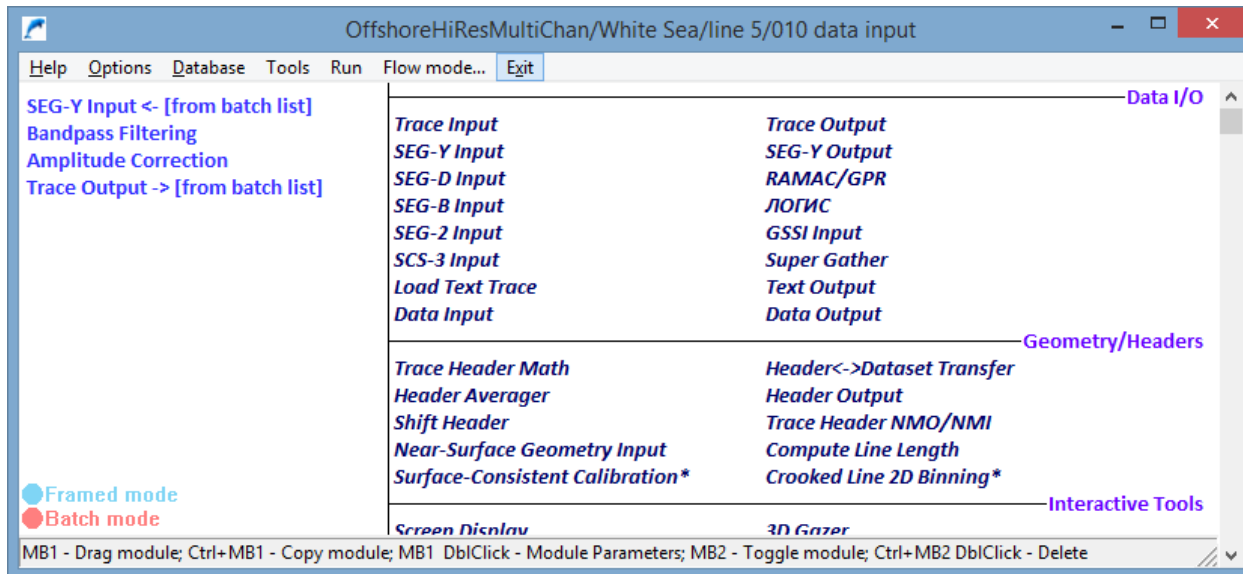 OffshoreHiResMultiChan/White Sea/line 5/010 data input
Help Options Database Tools Run Flow mode... Exit
SEG-Y Input <- [from batch list]
Bandpass Filtering
Amplitude Correction
Trace Output -> [from batch list]
Framed mode
Batch mode
Data I/O
Trace Input Trace Output
SEG-Y Input SEG-Y Output
SEG-D Input RAMAC/GPR
SEG-B Input ЛОГИС
SEG-2 Input GSSI Input
SCS-3 Input Super Gather
Load Text Trace Text Output
Data Input Data Output
Geometry/Headers
Trace Header Math Header<->Dataset Transfer
Header Averager Header Output
Shift Header Trace Header NMO/NMI
Near-Surface Geometry Input Compute Line Length
Surface-Consistent Calibration* Crooked Line 2D Binning*
Interactive Tools
Screen Display 3D Gazer
MB1 - Drag module; Ctrl+MB1 - Copy module; MB1 DblClick - Module Parameters; MB2 - Toggle module; Ctrl+MB2 DblClick - Delete